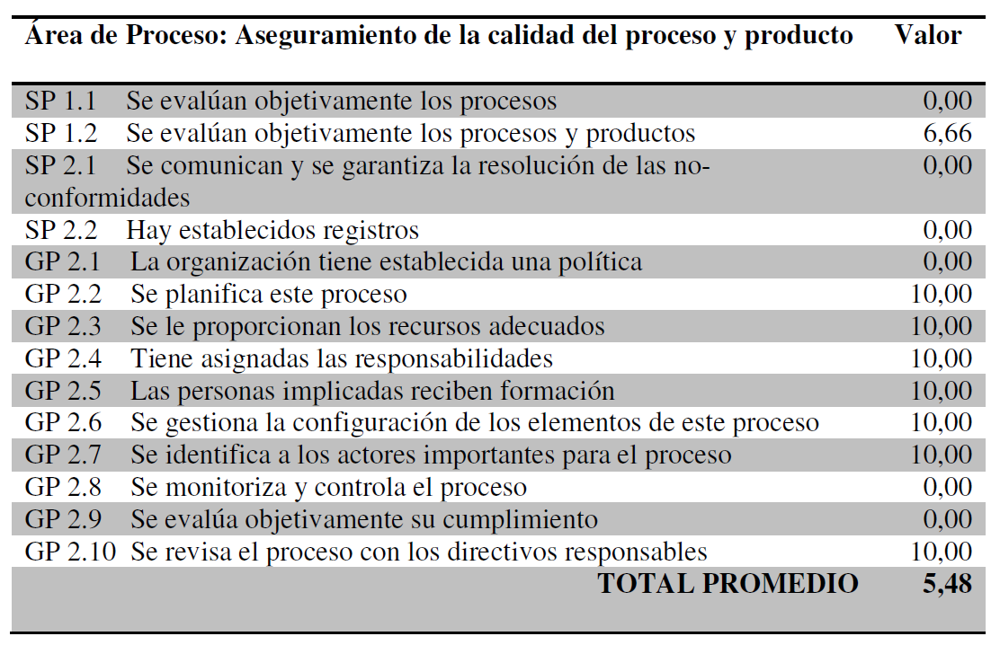 Área de Proceso: Aseguramiento de la calidad del proceso y producto Valor
SP 1.1 Se evalúan objetivamente los procesos 0,00
SP 1.2 Se evalúan objetivamente los procesos y productos 6,66
SP 2.1 Se comunican y se garantiza la resolución de las no- 0,00
conformidades
SP 2.2 Hay establecidos registros 0,00
GP 2.1 La organización tiene establecida una política 0,00
GP 2.2 Se planifica este proceso 10,00
GP 2.3 Se le proporcionan los recursos adecuados 10,00
GP 2.4 Tiene asignadas las responsabilidades 10,00
GP 2.5 Las personas implicadas reciben formación 10,00
GP 2.6 Se gestiona la configuración de los elementos de este proceso 10,00
GP 2.7 Se identifica a los actores importantes para el proceso 10,00
GP 2.8 Se monitoriza y controla el proceso 0,00
GP 2.9 Se evalúa objetivamente su cumplimiento 0,00
GP 2.10 Se revisa el proceso con los directivos responsables 10,00
TOTAL PROMEDIO 5,48